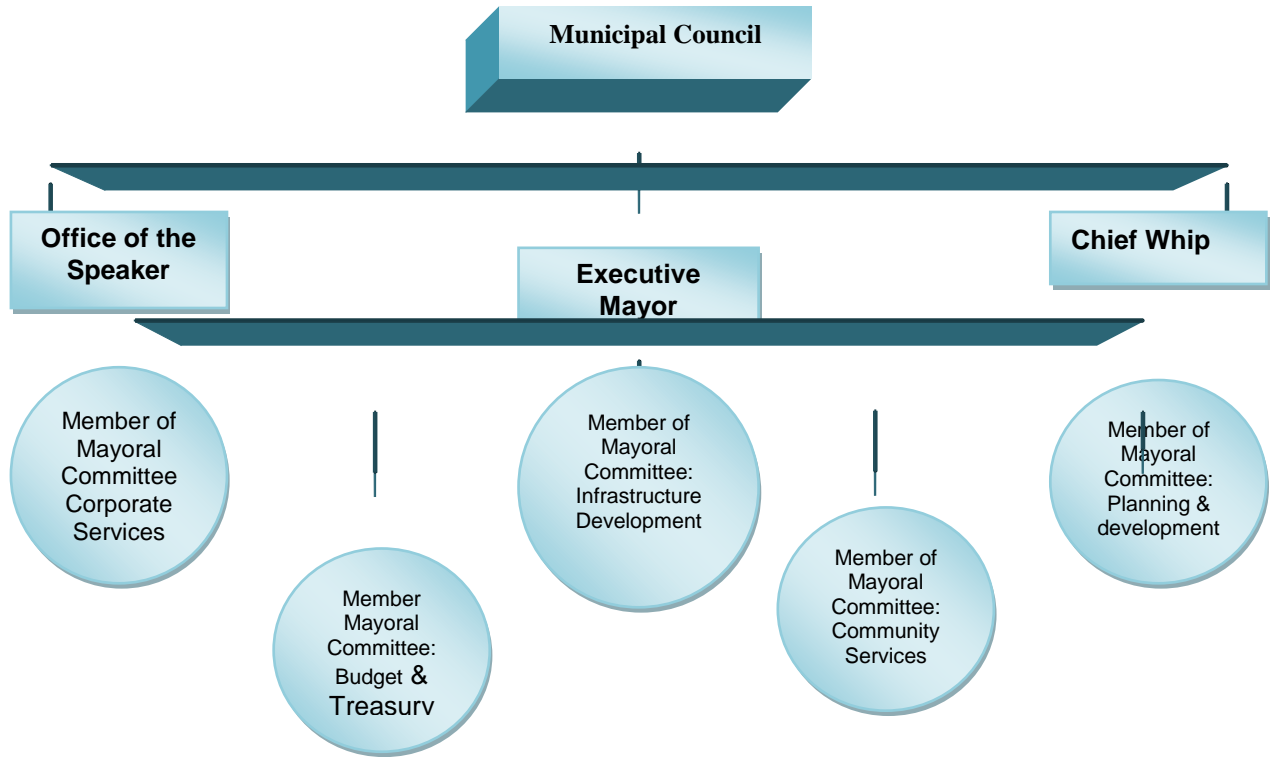 Municipal Council
Office of the
Speaker
Executive
Mayor
Chief Whip
Member of
Mayoral
Committee
Corporate
Services
Member
Mayoral
Committee:
Budget &
Treasury
Member of
Mayoral
Committee:
Infrastructure
Development
Member of
Mayoral
Committee:
Community
Services
Member of
Mayoral
Committee:
Planning &
development